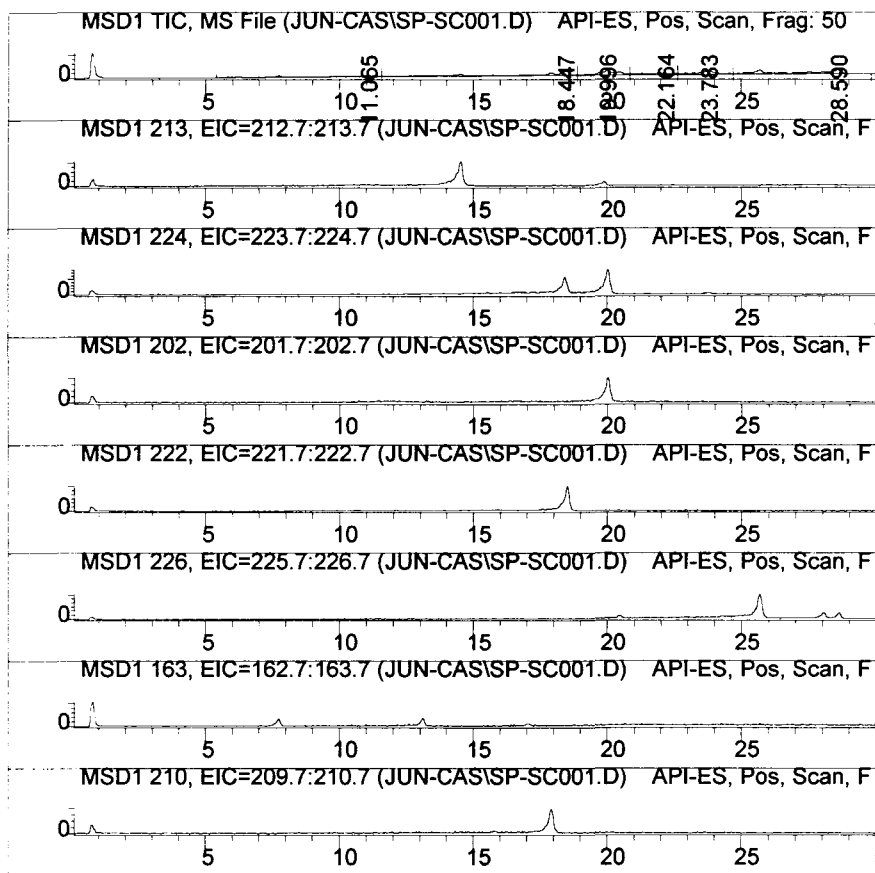 MSD1 TIC, MS File (JUN-CAS\SP-SC001.D) API-ES, Pos, Scan, Frag: 50
0
11.065
18.447
22.164
23.783
28.590
5 10 15 20 25
MSD1 213, EIC=212.7:213.7 (JUN-CAS\SP-SC001.D) API-ES, Pos, Scan, F
0
5 10 15 20 25
MSD1 224, EIC=223.7:224.7 (JUN-CAS\SP-SC001.D) API-ES, Pos, Scan, F
0
5 10 15 20 25
MSD1 202, EIC=201.7:202.7 (JUN-CAS\SP-SC001.D) API-ES, Pos, Scan, F
0
5 10 15 20 25
MSD1 222, EIC=221.7:222.7 (JUN-CAS\SP-SC001.D) API-ES, Pos, Scan, F
0
5 10 15 20 25
MSD1 226, EIC=225.7:226.7 (JUN-CAS\SP-SC001.D) API-ES, Pos, Scan, F
0
5 10 15 20 25
MSD1 163, EIC=162.7:163.7 (JUN-CAS\SP-SC001.D) API-ES, Pos, Scan, F
0
5 10 15 20 25
MSD1 210, EIC=209.7:210.7 (JUN-CAS\SP-SC001.D) API-ES, Pos, Scan, F
0
5 10 15 20 25